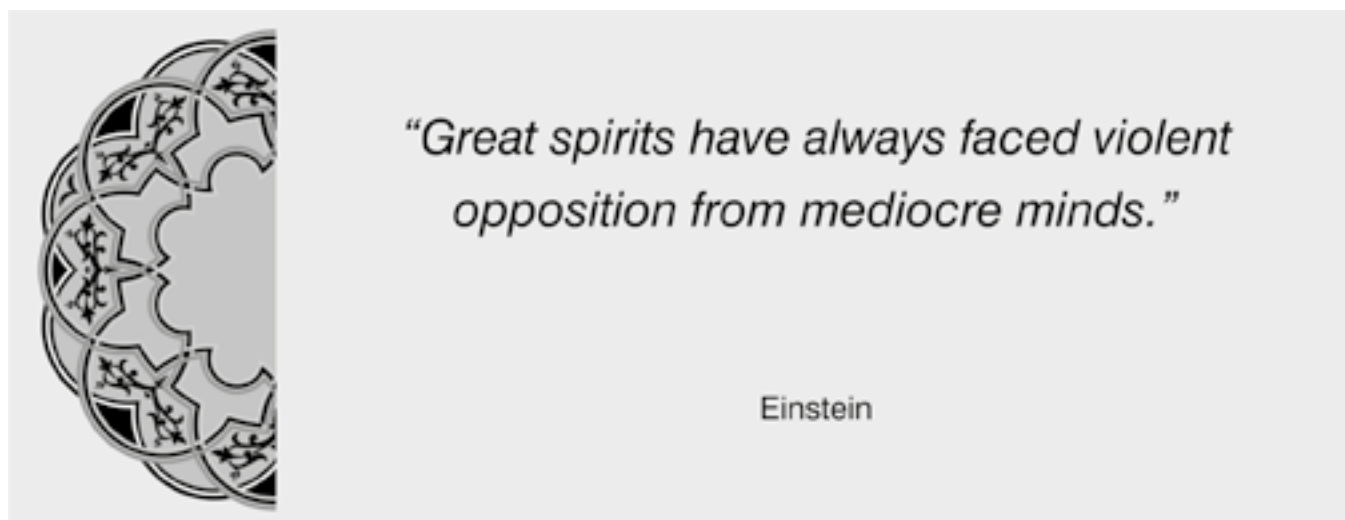 “Great spirits have always faced violent
opposition from mediocre minds.”
Einstein